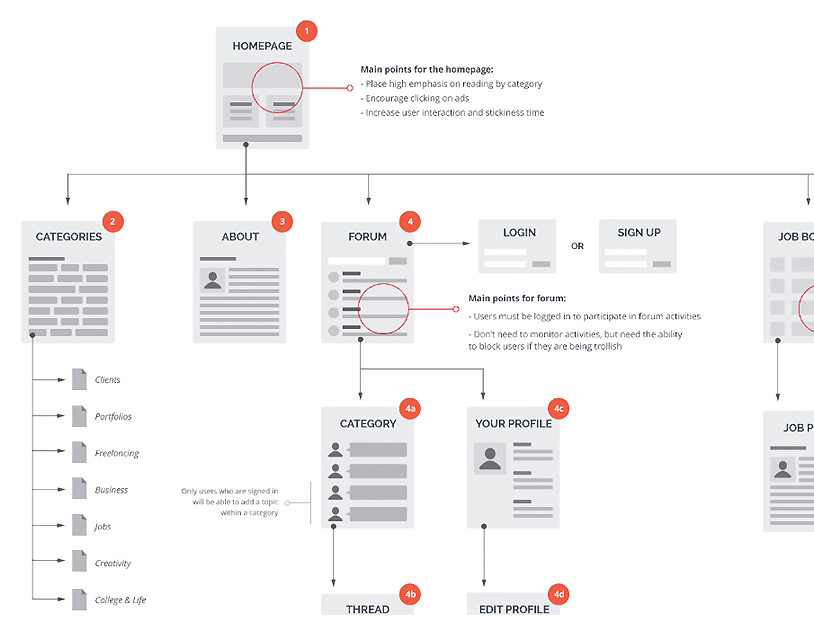 1
HOMEPAGE
Main points for the homepage:
- Place high emphasis on reading by category
- Encourage clicking on ads
- Increase user interaction and stickiness time
2
CATEGORIES
3
ABOUT
4
FORUM
LOGIN
OR
SIGN UP
JOB BO
Main points for forum:
- Users must be logged in to participate in forum activities
- Don't need to monitor activities, but need the ability
to block users if they are being trollish
Clients
Portfolios
Freelancing
Business
Jobs
Creativity
College & Life
4a
CATEGORY
4c
YOUR PROFILE
JOB P
Only users who are signed in
will be able to add a topic
within a category
4b
THREAD
4d
EDIT PROFILE